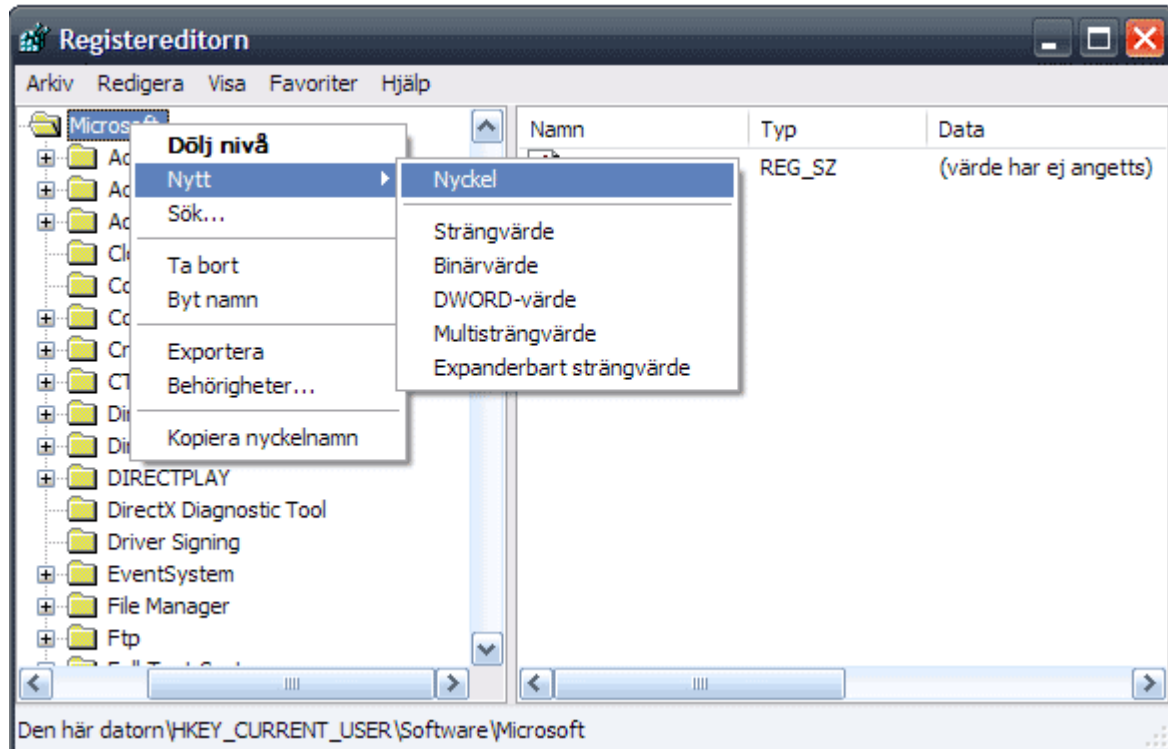 Registereditorn
Arkiv Redigera Visa Favoriter Hjälp
Microsoft
Dölj nivå
Nytt
Sök...
Ta bort
Byt namn
Exportera
Behörigheter...
Kopiera nyckelnamn
Nyckel
Strängvärde
Binärvärde
DWORD-värde
Multisträngvärde
Expanderbart strängvärde
DIRECTPLAY
DirectX Diagnostic Tool
Driver Signing
EventSystem
File Manager
Ftp
Namn Typ Data
REG_SZ (värde har ej angetts)
Den här datorn\HKEY_CURRENT_USER\Software\Microsoft